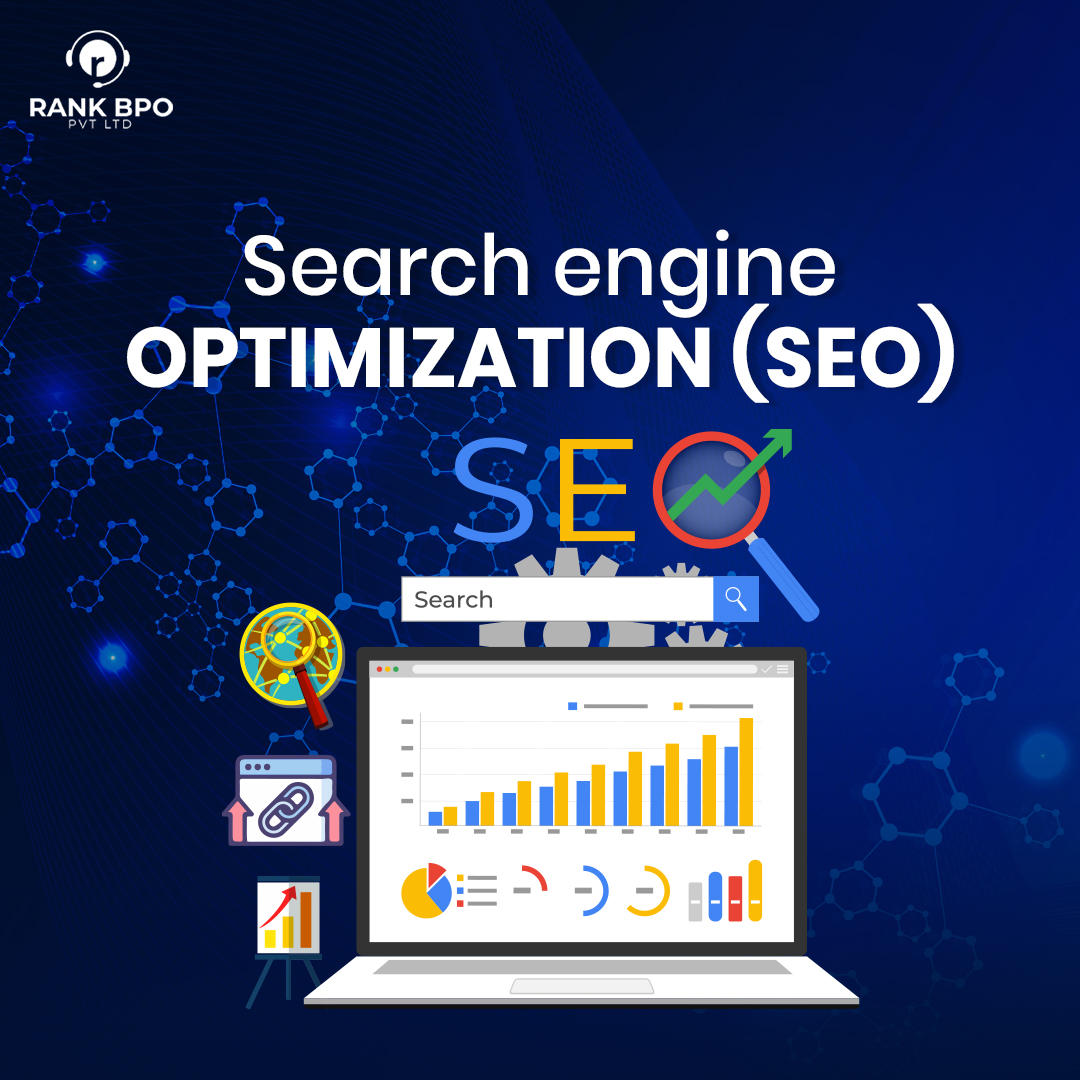 RANK BPO
PVT LTD
Search engine
OPTIMIZATION (SEO)
SEO
Search